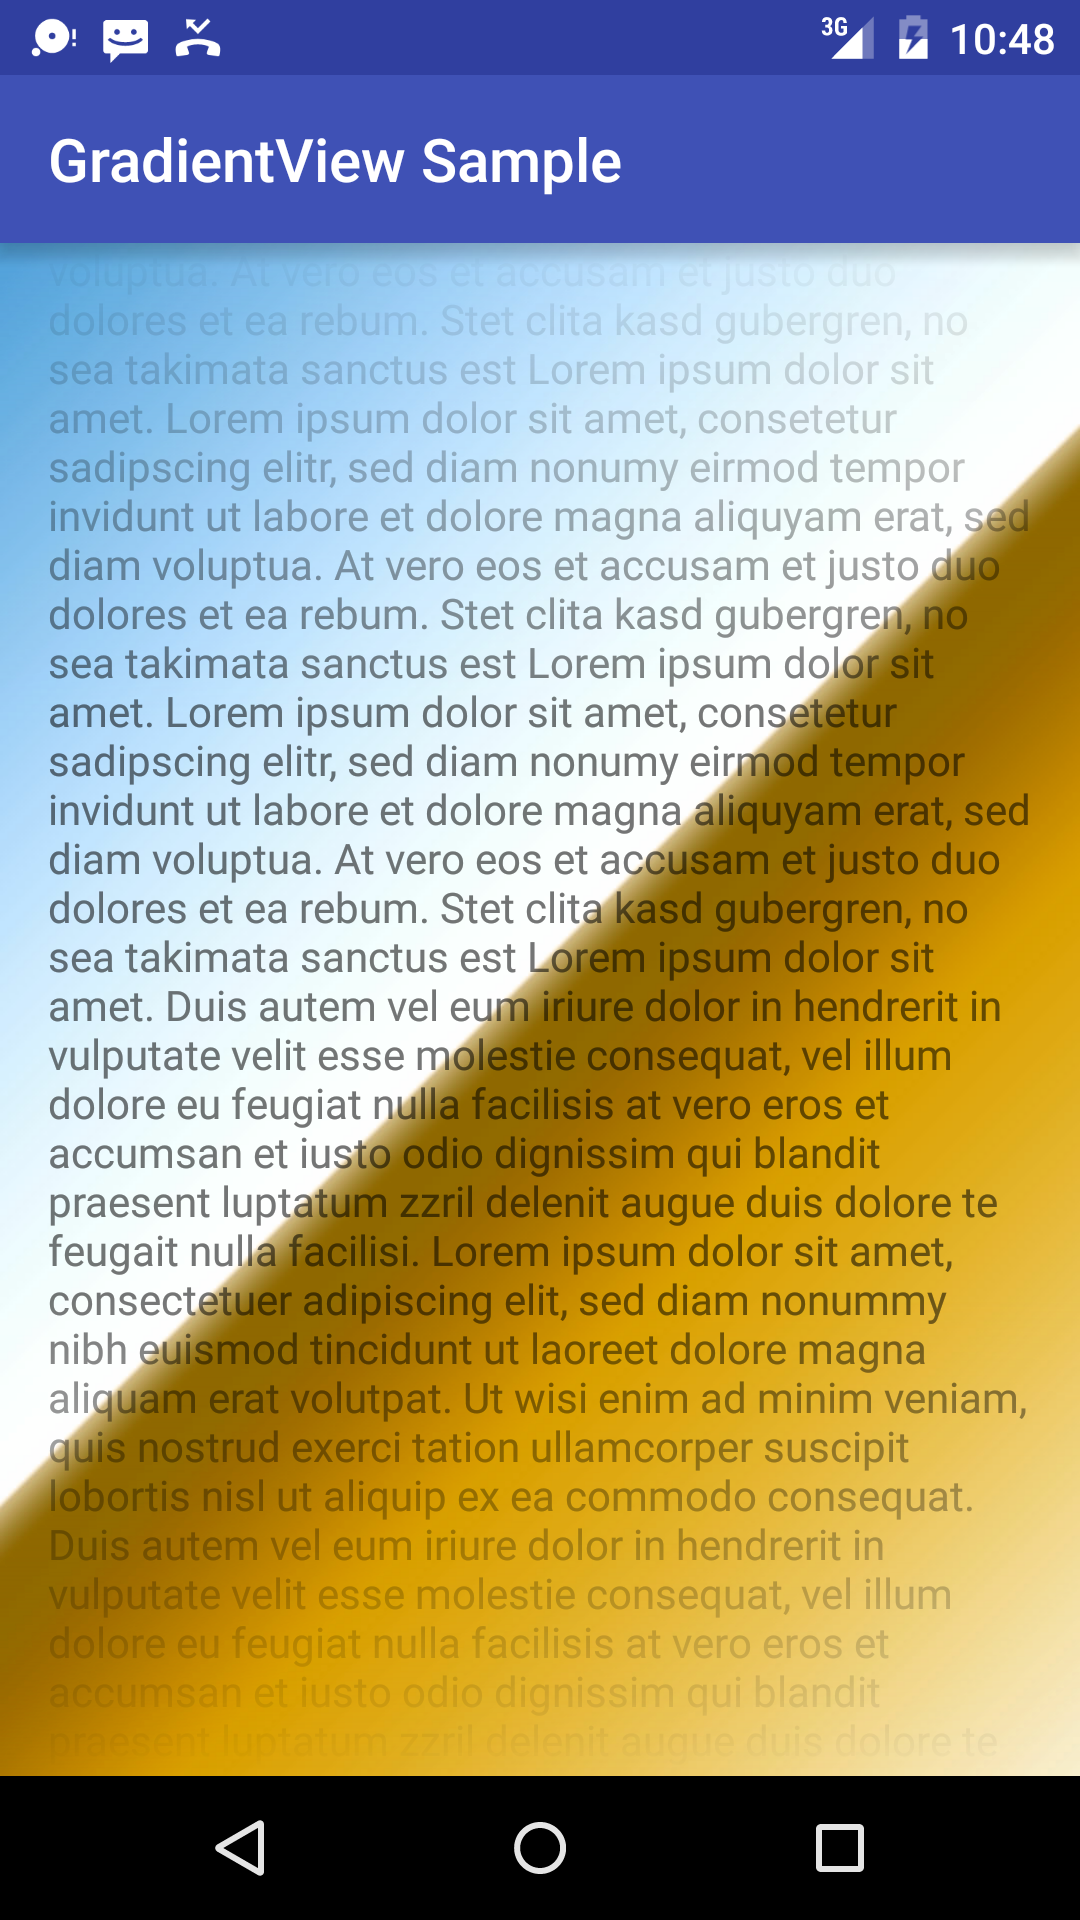 3G 10:48
GradientView Sample
voluptua. At vero eos et accusam et justo duo
dolores et ea rebum. Stet clita kasd gubergren, no
sea takimata sanctus est Lorem ipsum dolor sit
amet. Lorem ipsum dolor sit amet, consetetur
sadipscing elitr, sed diam nonumy eirmod tempor
invidunt ut labore et dolore magna aliquyam erat, sed
diam voluptua. At vero eos et accusam et justo duo
dolores et ea rebum. Stet clita kasd gubergren, no
sea takimata sanctus est Lorem ipsum dolor sit
amet. Lorem ipsum dolor sit amet, consetetur
sadipscing elitr, sed diam nonumy eirmod tempor
invidunt ut labore et dolore magna aliquyam erat, sed
diam voluptua. At vero eos et accusam et justo duo
dolores et ea rebum. Stet clita kasd gubergren, no
sea takimata sanctus est Lorem ipsum dolor sit
amet. Duis autem vel eum iriure dolor in hendrerit in
vulputate velit esse molestie consequat, vel illum
dolore eu feugiat nulla facilisis at vero eros et
accumsan et iusto odio dignissim qui blandit
praesent luptatum zzril delenit augue duis dolore te
feugait nulla facilisi. Lorem ipsum dolor sit amet,
consectetuer adipiscing elit, sed diam nonummy
nibh euismod tincidunt ut laoreet dolore magna
aliquam erat volutpat. Ut wisi enim ad minim veniam,
quis nostrud exerci tation ullamcorper suscipit
lobortis nisl ut aliquip ex ea commodo consequat.
Duis autem vel eum iriure dolor in hendrerit in
vulputate velit esse molestie consequat, vel illum
dolore eu feugiat nulla facilisis at vero eros et
accumsan et iusto odio dignissim qui blandit
praesent luptatum zzril delenit augue duis dolore te